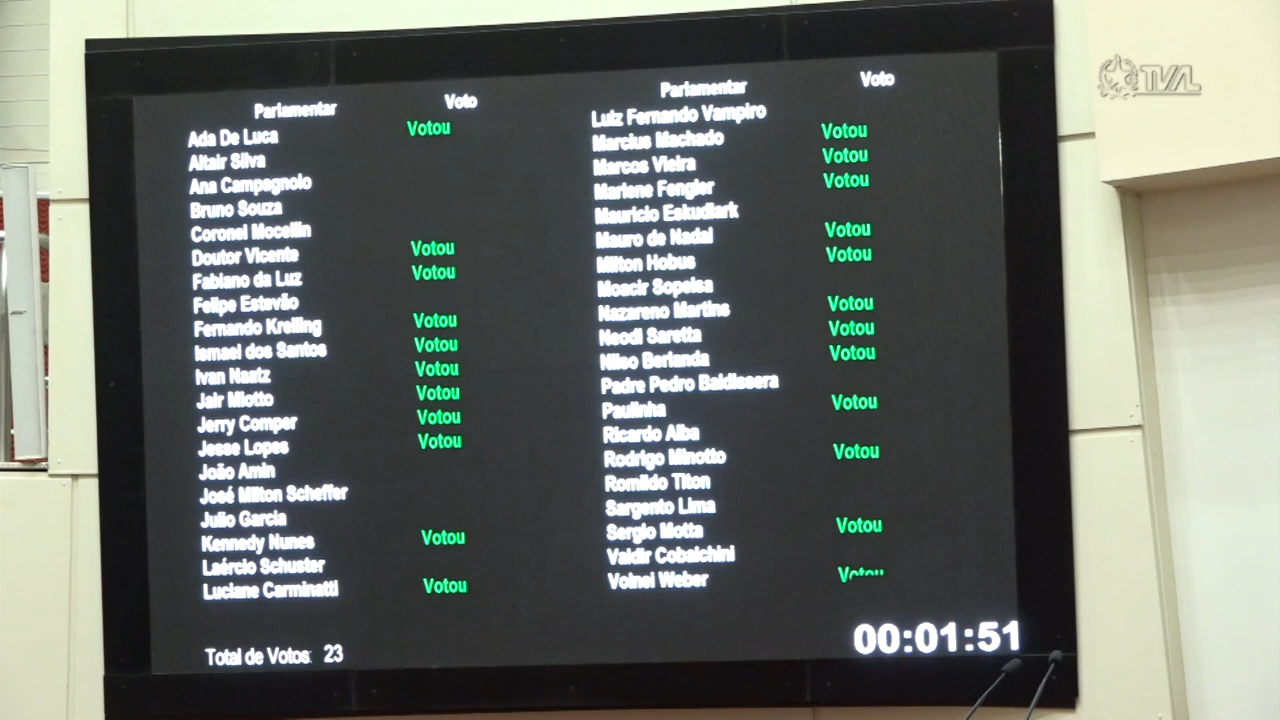 TVAL
Parlamentar Voto Parlamentar Voto
Ada De Luca Votou
Altair Silva
Ana Campagnolo
Bruno Souza
Coronel Mocellin
Doutor Vicente Votou
Fabiano da Luz Votou
Felipe Estevão
Fernando Krelling Votou
Ismael dos Santos Votou
Ivan Naatz Votou
Jair Miotto Votou
Jerry Comper Votou
Jesse Lopes Votou
João Amin
José Milton Scheffer
Julio Garcia
Kennedy Nunes Votou
Laércio Schuster
Luciane Carminatti Votou
Luiz Fernando Vampiro
Marcius Machado Votou
Marcos Vieira Votou
Marlene Fengler Votou
Mauricio Eskudlark
Mauro de Nadal Votou
Milton Hobus Votou
Moacir Sopelsa
Nazareno Martins Votou
Neodi Saretta Votou
Nilso Berlanda Votou
Padre Pedro Baldissera
Paulinha Votou
Ricardo Alba
Rodrigo Minotto Votou
Romildo Titon
Sargento Lima
Sergio Motta Votou
Valdir Cobalchini
Volnei Weber Votou
Total de Votos: 23
00:01:51